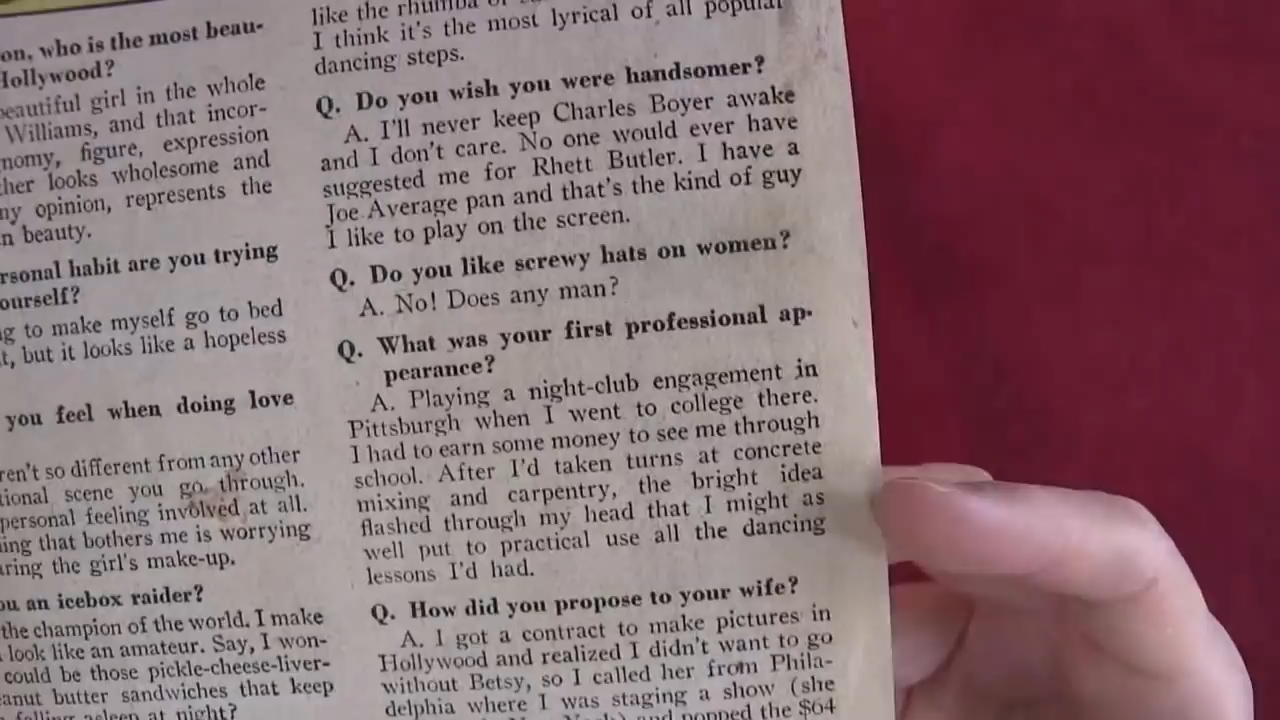 on, who is the most beau-
Hollywood?
beautiful girl in the whole
Williams, and that incor-
nomy, figure, expression
her looks wholesome and
ny opinion, represents the
n beauty.
rsonal habit are you trying
ourself?
g to make myself go to bed
t, but it looks like a hopeless
you feel when doing love
ren't so different from any other
tional scene you go through.
personal feeling involved at all.
ing that bothers me is worrying
aring the girl's make-up.
ou an icebox raider?
the champion of the world. I make
look like an amateur. Say, I won-
could be those pickle-cheese-liver-
anut butter sandwiches that keep
falling asleep at night?
like the rhumba
I think it's the most lyrical of all popular
dancing steps.
Q. Do you wish you were handsomer?
A. I'll never keep Charles Boyer awake
and I don't care. No one would ever have
suggested me for Rhett Butler. I have a
Joe Average pan and that's the kind of guy
I like to play on the screen.
Q. Do you like screwy hats on women?
A. No! Does any man?
Q. What was your first professional ap-
pearance?
A. Playing a night-club engagement in
Pittsburgh when I went to college there.
I had to earn some money to see me through
school. After I'd taken turns at concrete
mixing and carpentry, the bright idea
flashed through my head that I might as
well put to practical use all the dancing
lessons I'd had.
Q. How did you propose to your wife?
A. I got a contract to make pictures in
Hollywood and realized I didn't want to go
without Betsy, so I called her from Phila-
delphia where I was staging a show (she
and popped the $64